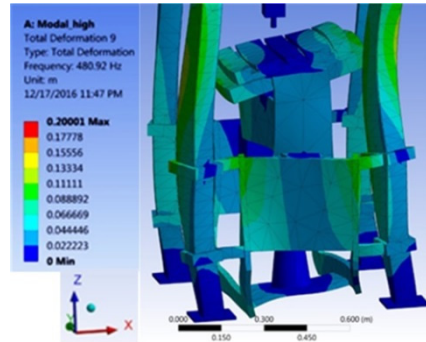 A: Modal_high
Total Deformation 9
Type: Total Deformation
Frequency: 480.92 Hz
Unit: m
12/17/2016 11:47 PM
0.20001 Max
0.17778
0.15556
0.13334
0.11111
0.088892
0.066669
0.044446
0.022223
0 Min
Z
Y
X
0.000
0.300
0.600 (m)
0.150
0.450